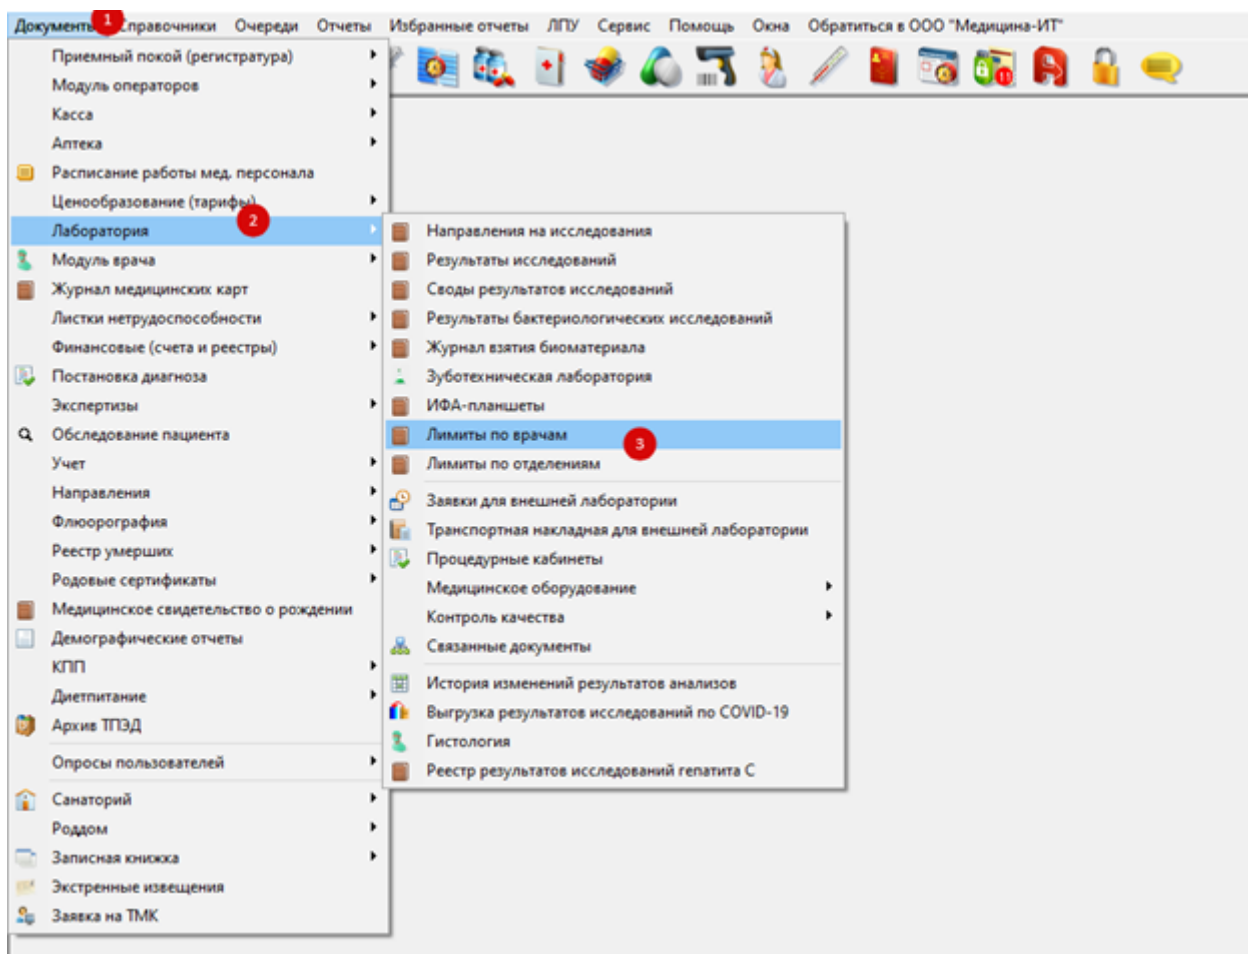 Документы 1 Справочники Очереди Отчеты Избранные отчеты ЛПУ Сервис Помощь Окна Обратиться в ООО "Медицина-ИТ"
11
Приемный покой (регистратура)
Модуль операторов
Касса
Аптека
Расписание работы мед. персонала
Ценообразование (тарифы)
2
Лаборатория
Модуль врача
Журнал медицинских карт
Листки нетрудоспособности
Финансовые (счета и реестры)
Постановка диагноза
Экспертизы
Обследование пациента
Учет
Направления
Флюорография
Реестр умерших
Родовые сертификаты
Медицинское свидетельство о рождении
Демографические отчеты
КПП
Диетпитание
Архив ТПЭД
Опросы пользователей
Санаторий
Роддом
Записная книжка
Экстренные извещения
Заявка на ТМК
Направления на исследования
Результаты исследований
Своды результатов исследований
Результаты бактериологических исследований
Журнал взятия биоматериала
Зуботехническая лаборатория
ИФА-планшеты
Лимиты по врачам
3
Лимиты по отделениям
Заявки для внешней лаборатории
Транспортная накладная для внешней лаборатории
Процедурные кабинеты
Медицинское оборудование
Контроль качества
Связанные документы
История изменений результатов анализов
Выгрузка результатов исследований по COVID-19
Гистология
Реестр результатов исследований гепатита С